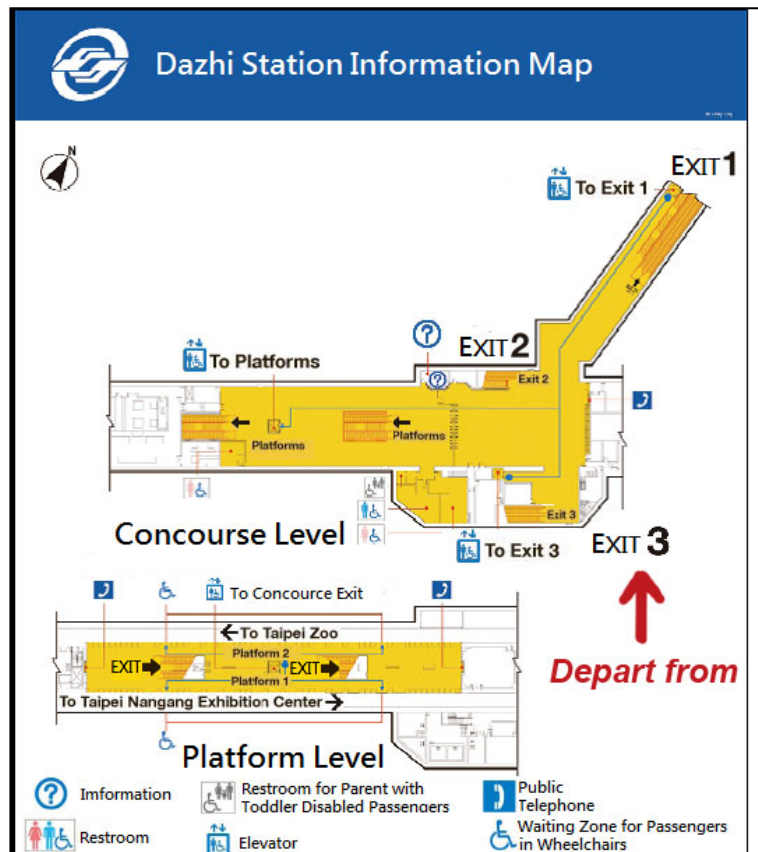 Dazhi Station Information Map
N
EXIT 1
To Exit 1
EXIT 2
To Platforms
Exit 2
Platforms
Platforms
Exit 3
Concourse Level
To Exit 3
EXIT 3
To Concource Exit
To Taipei Zoo
Platform 2
EXIT
EXIT
Platform 1
To Taipei Nangang Exhibition Center
Depart from
Platform Level
Imformation
Restroom for Parent with
Toddler Disabled Passengers
Public
Telephone
Restroom
Elevator
Waiting Zone for Passengers
in Wheelchairs